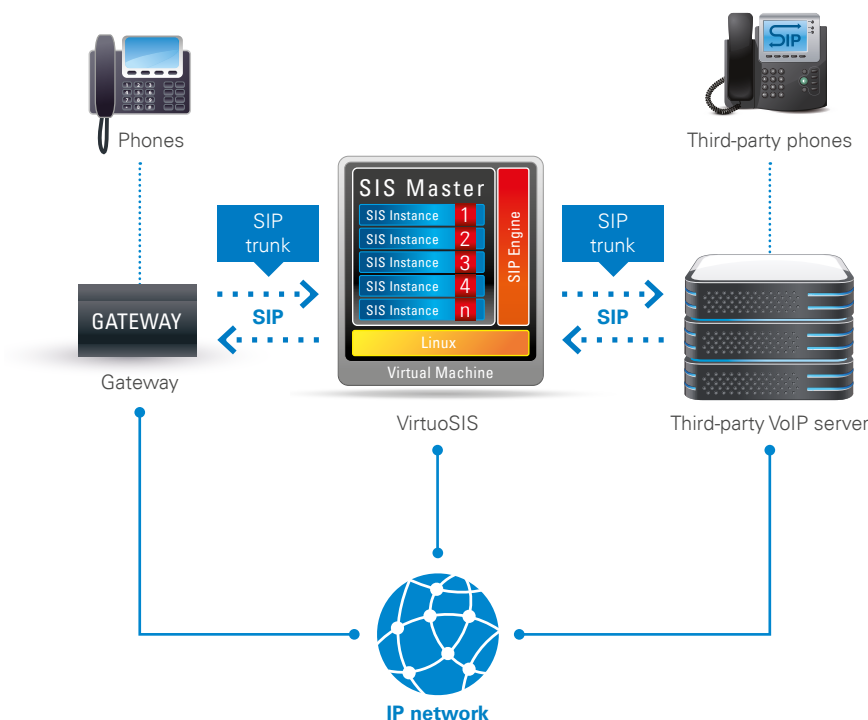 SIP
Phones
Third-party phones
SIS Master
SIS Instance 1
SIS Instance 2
SIS Instance 3
SIS Instance 4
SIS Instance n
SIP Engine
Linux
Virtual Machine
SIP
trunk
SIP
trunk
SIP
SIP
GATEWAY
Gateway
VirtuoSIS
Third-party VoIP server
IP network